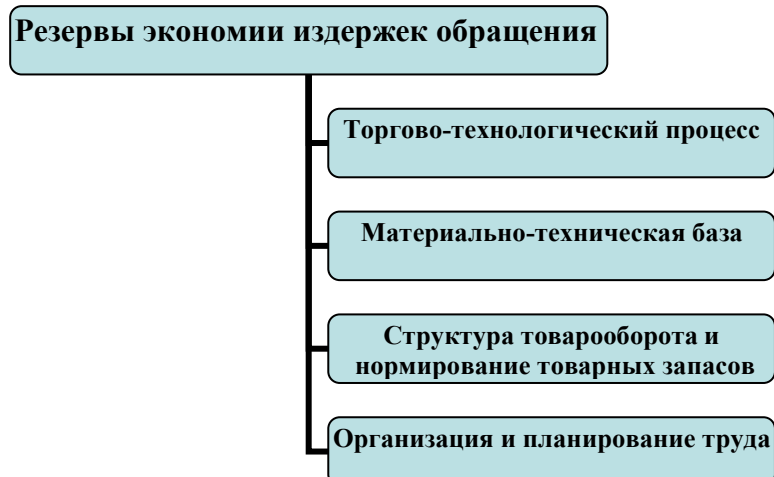 Резервы экономии издержек обращения
Торгово-технологический процесс
Материально-техническая база
Структура товарооборота и
нормирование товарных запасов
Организация и планирование труда